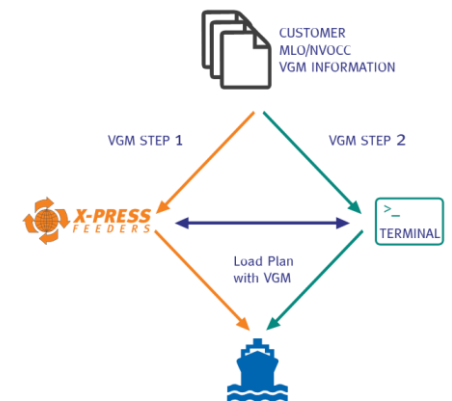 CUSTOMER
MLO/NVOCC
VGM INFORMATION
VGM STEP 1
VGM STEP 2
X-PRESS
FEEDERS
>_
TERMINAL
Load Plan
with VGM